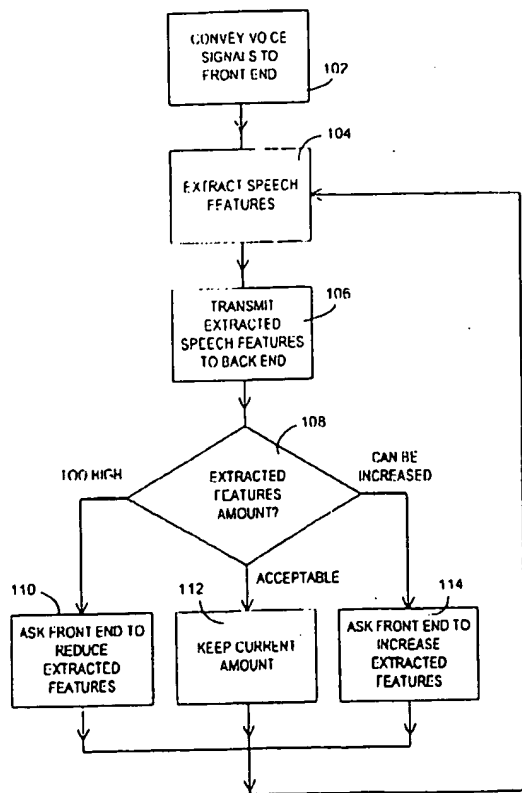 CONVEY VOICE
SIGNALS TO
FRONT END
102
104
EXTRACT SPEECH
FEATURES
106
TRANSMIT
EXTRACTED
SPEECH FEATURES
TO BACK END
108
TOO HIGH
EXTRACTED
FEATURES
AMOUNT?
CAN BE
INCREASED
ACCEPTABLE
110
ASK FRONT END TO
REDUCE
EXTRACTED
FEATURES
112
KEEP CURRENT
AMOUNT
114
ASK FRONT END TO
INCREASE
EXTRACTED
FEATURES